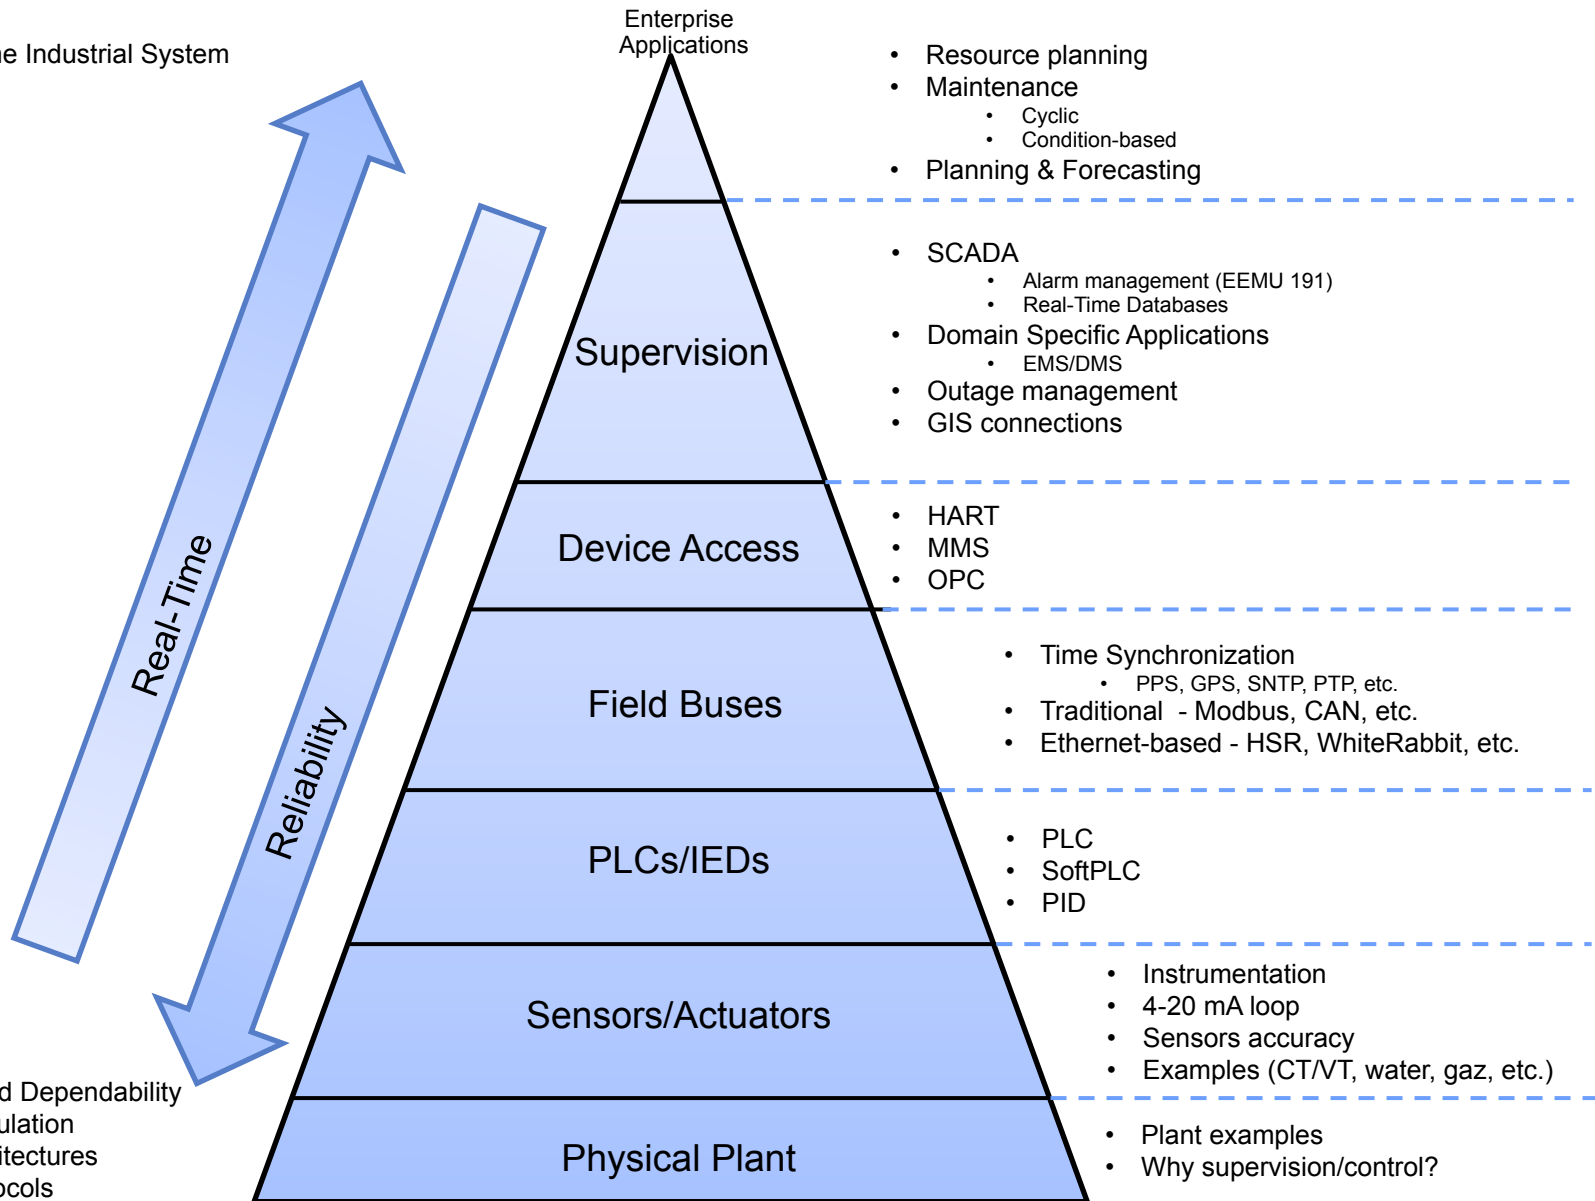 Enterprise
Applications
Industrial System
• Resource planning
• Maintenance
• Cyclic
• Condition-based
• Planning & Forecasting
Supervision
• SCADA
• Alarm management (EEMU 191)
• Real-Time Databases
• Domain Specific Applications
• EMS/DMS
• Outage management
• GIS connections
Device Access
• HART
• MMS
• OPC
Real-Time
Field Buses
• Time Synchronization
• PPS, GPS, SNTP, PTP, etc.
• Traditional - Modbus, CAN, etc.
• Ethernet-based - HSR, WhiteRabbit, etc.
Reliability
PLCs/IEDs
• PLC
• SoftPLC
• PID
Sensors/Actuators
• Instrumentation
• 4-20 mA loop
• Sensors accuracy
• Examples (CT/VT, water, gaz, etc.)
Dependability
Physical Plant
• Plant examples
• Why supervision/control?